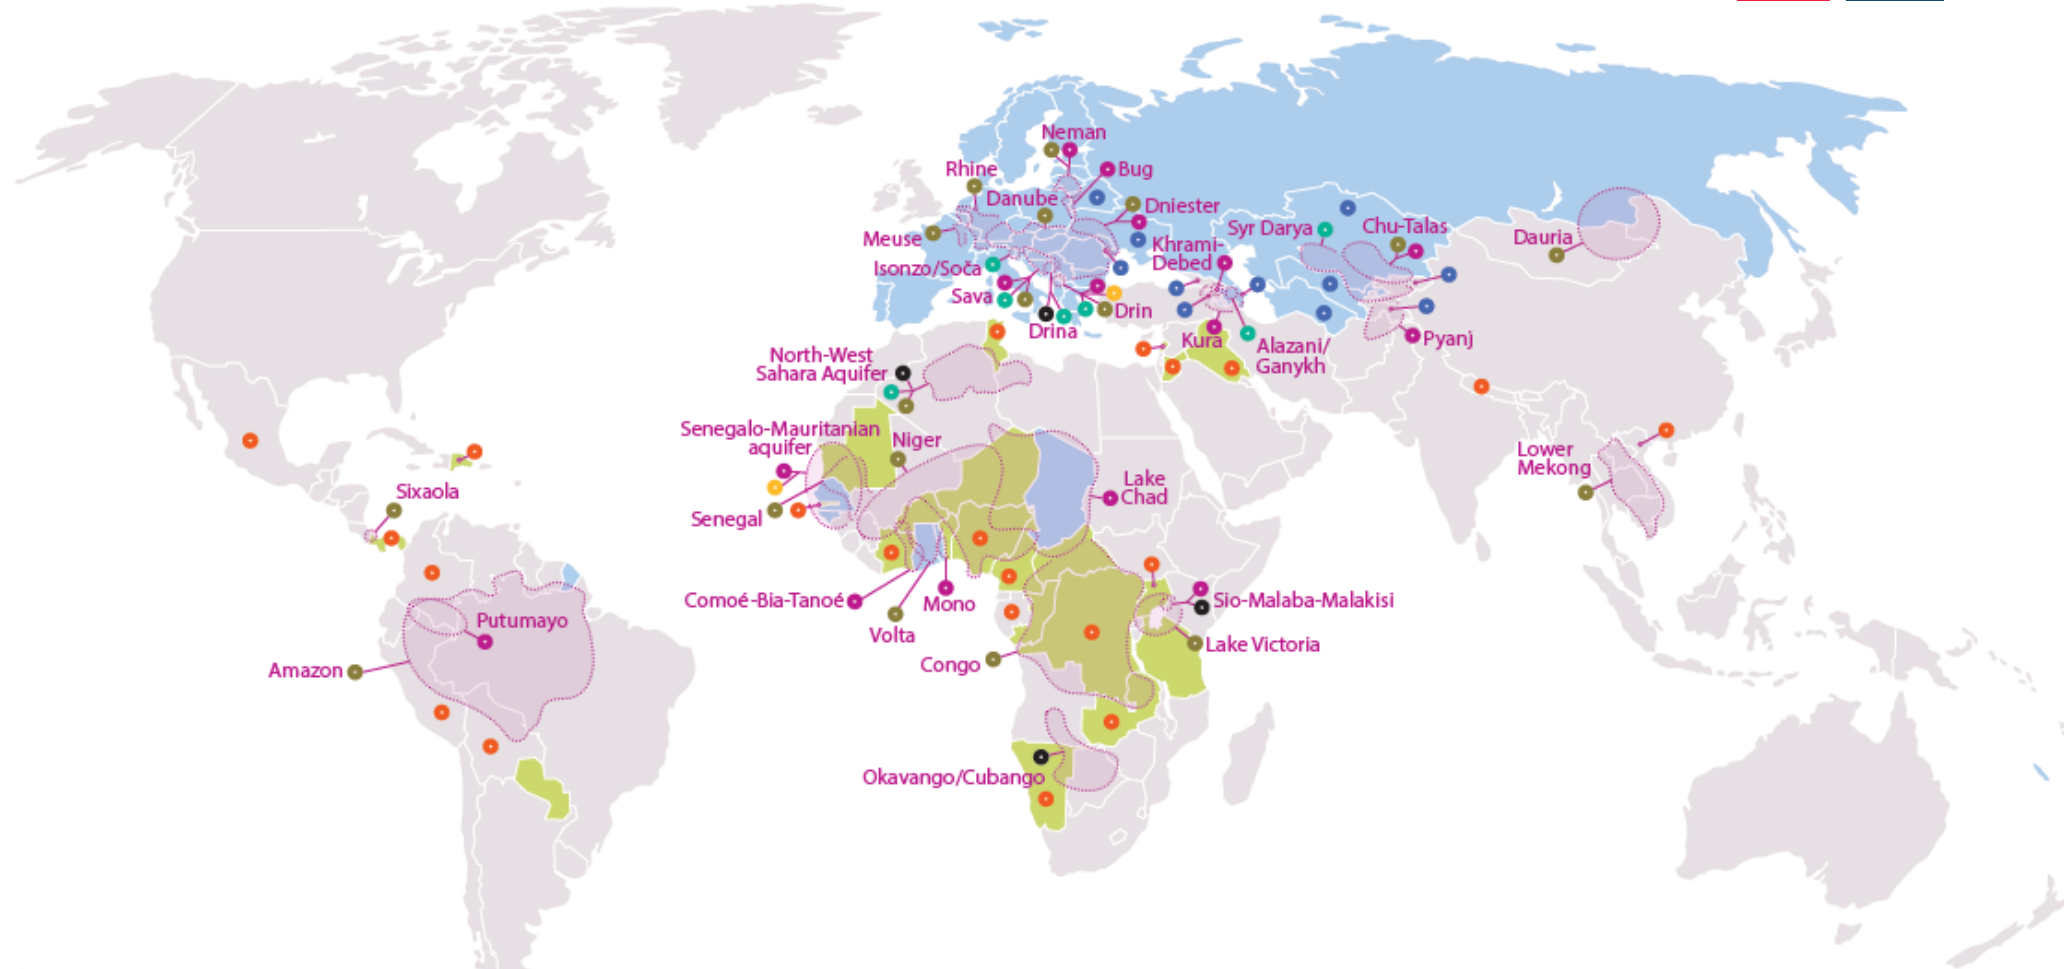 Neman
Rhine
Bug
Danube
Dniester
Meuse
Syr Darya
Chu-Talas
Dauria
Khrami-
Debed
Isonzo/Soča
Sava
Drin
Drina
Kura
Alazani/
Ganykh
Pyanj
North-West
Sahara Aquifer
Senegalo-Mauritanian
aquifer
Niger
Lower
Mekong
Lake
Chad
Sixaola
Senegal
Comoé-Bia-Tanoé
Mono
Sio-Malaba-Malakisi
Putumayo
Volta
Lake Victoria
Congo
Amazon
Okavango/Cubango